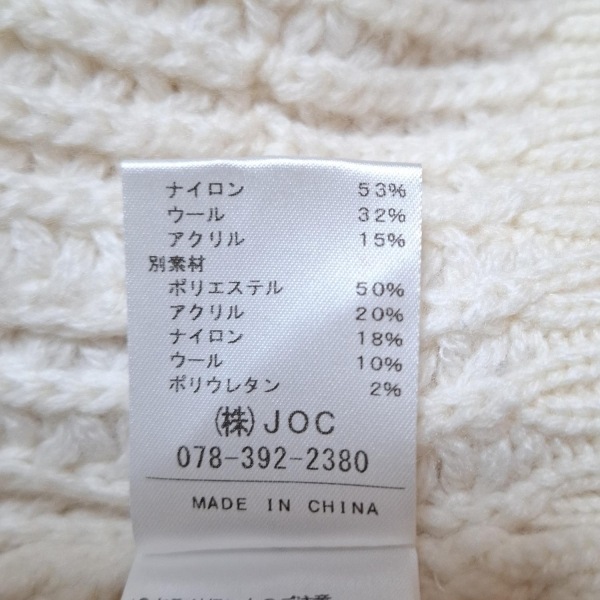 ナイロン 53%
ウール 32%
アクリル 15%
別素材
ポリエステル 50%
アクリル 20%
ナイロン 18%
ウール 10%
ポリウレタン 2%
(株)JOC
078-392-2380
MADE IN CHINA